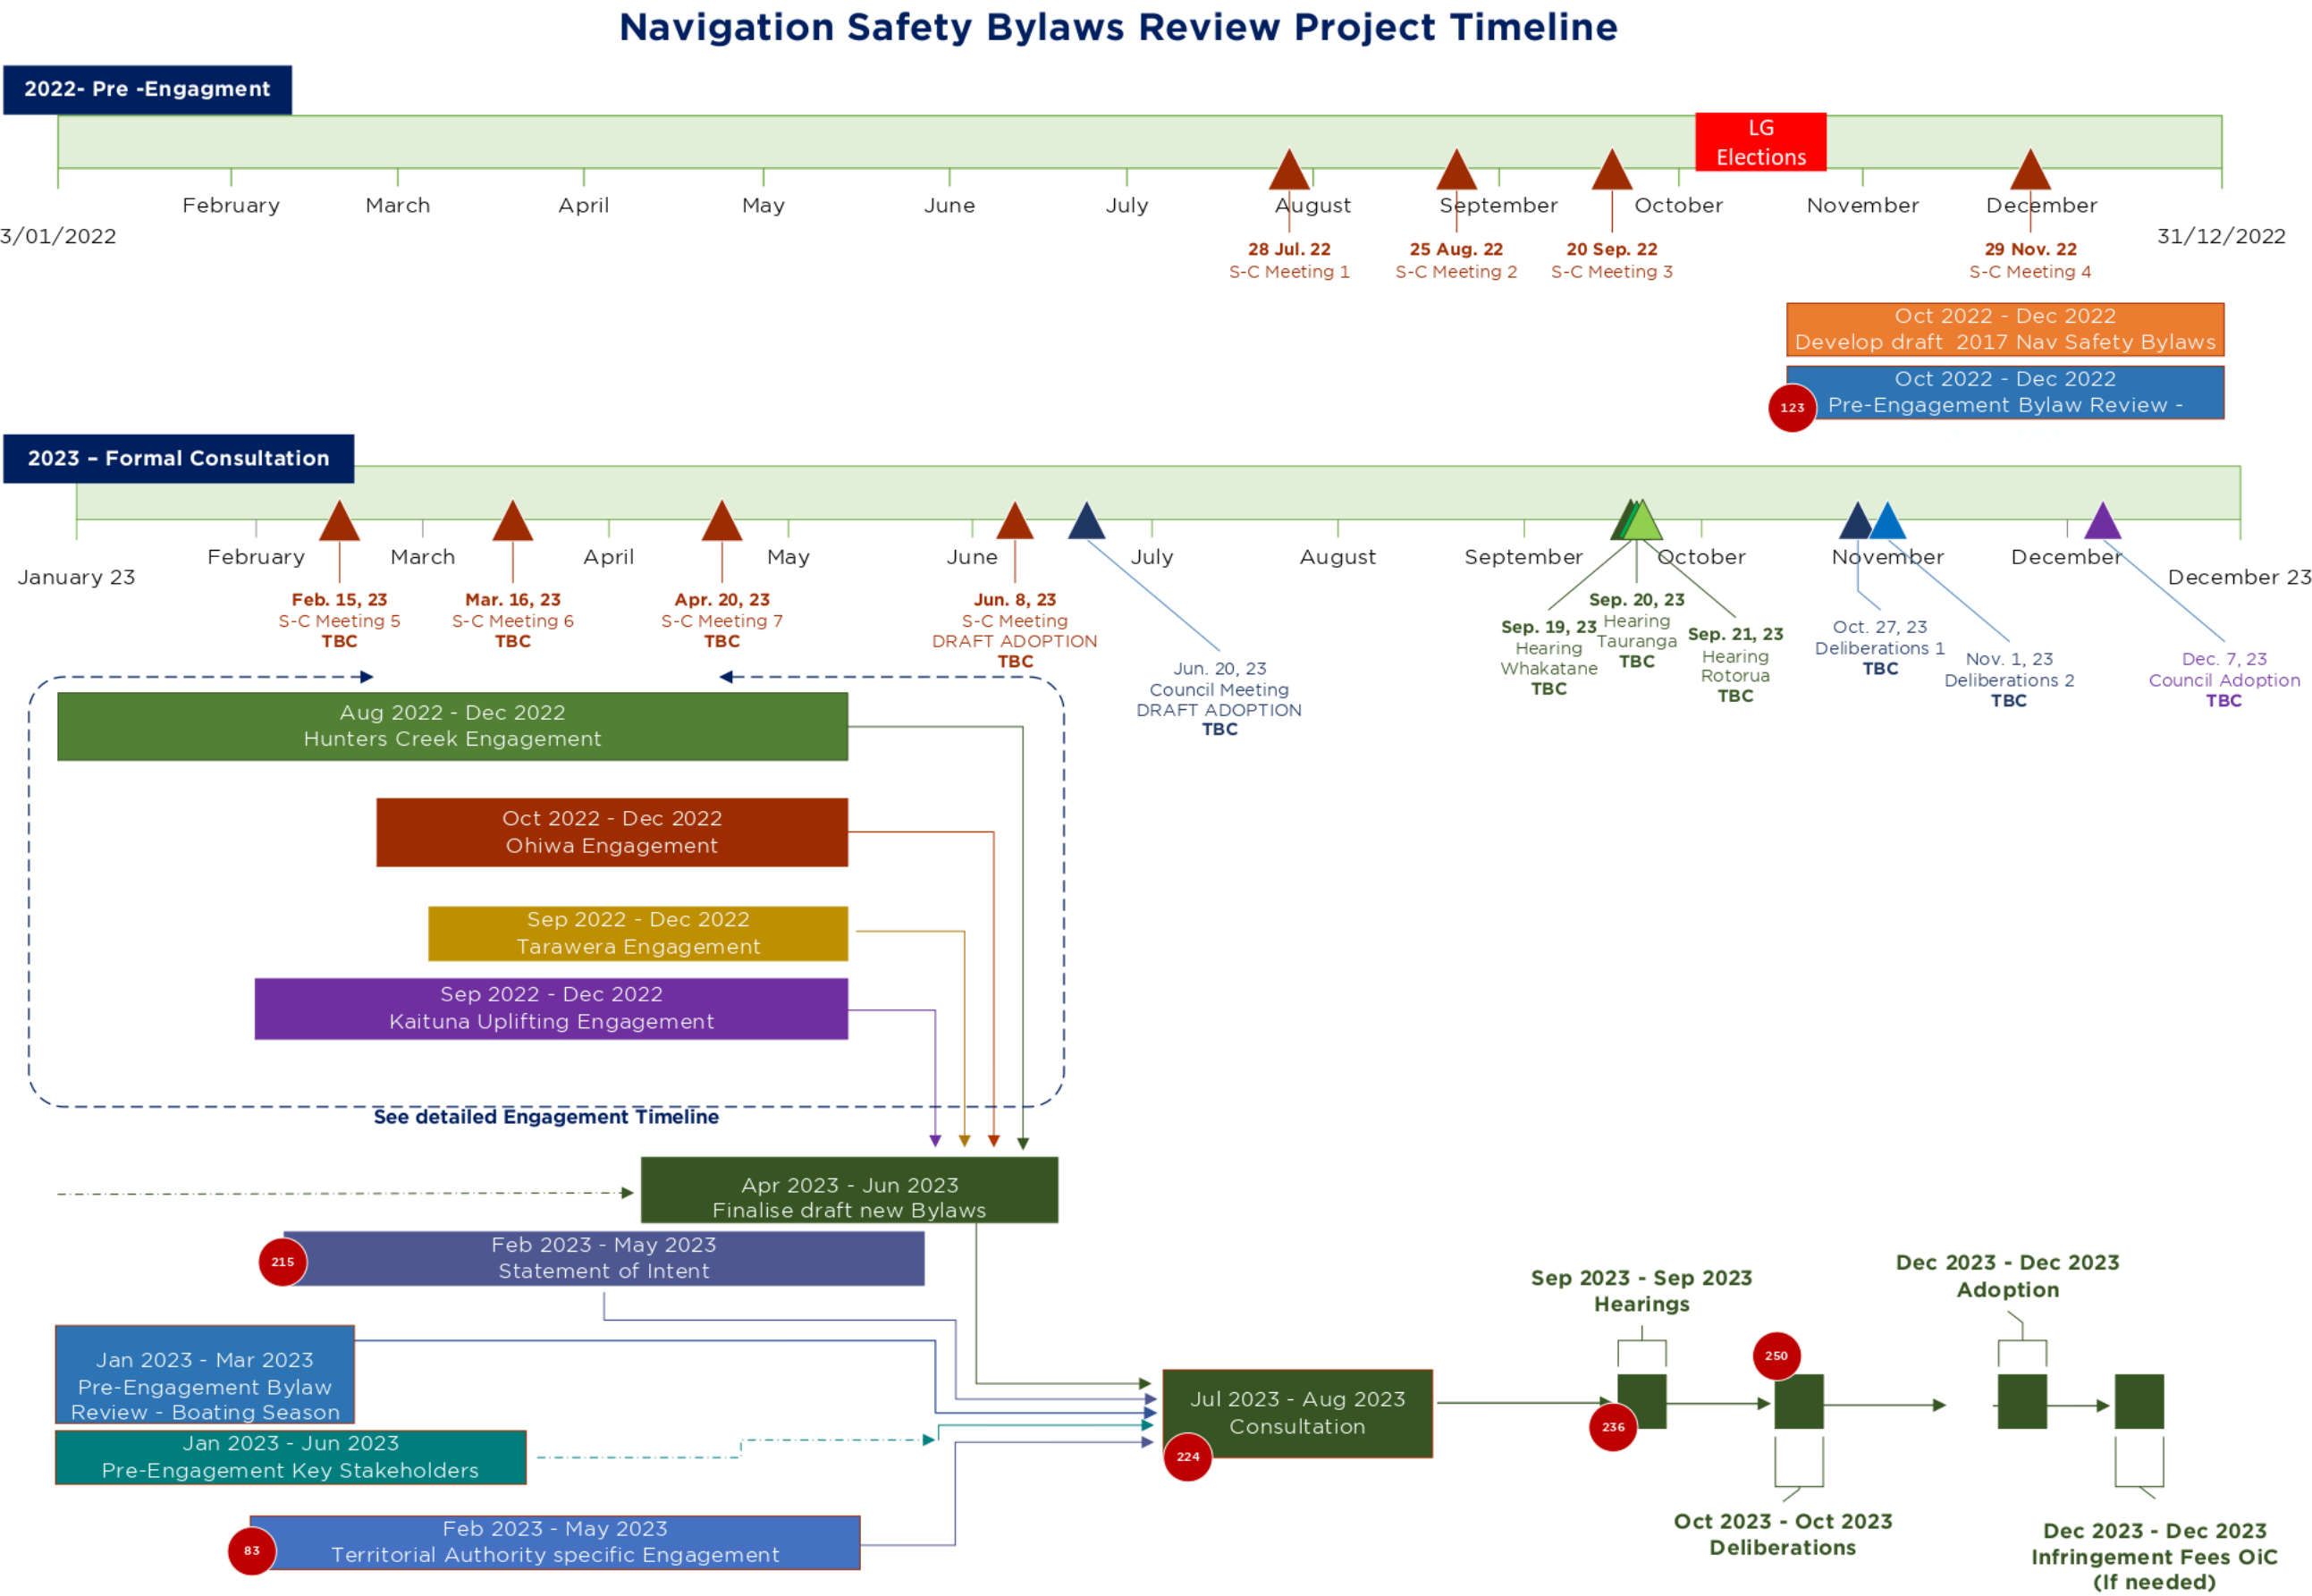 Navigation Safety Bylaws Review Project Timeline
2022- Pre -Engagment
LG
Elections
February
March
April
May
June
July
August
September
October
November
December
3/01/2022
31/12/2022
28 Jul. 22
S-C Meeting 1
25 Aug. 22
S-C Meeting 2
20 Sep. 22
S-C Meeting 3
29 Nov. 22
S-C Meeting 4
Oct 2022 - Dec 2022
Develop draft 2017 Nav Safety Bylaws
Oct 2022 - Dec 2022
Pre-Engagement Bylaw Review -
123
2023 – Formal Consultation
February
March
April
May
June
July
August
September
October
November
December
January 23
December 23
Feb. 15, 23
S-C Meeting 5
TBC
Mar. 16, 23
S-C Meeting 6
TBC
Apr. 20, 23
S-C Meeting 7
TBC
Jun. 8, 23
S-C Meeting
DRAFT ADOPTION
TBC
Jun. 20, 23
Council Meeting
DRAFT ADOPTION
TBC
Sep. 19, 23
Hearing
Whakatane
TBC
Sep. 20, 23
Hearing
Tauranga
TBC
Sep. 21, 23
Hearing
Rotorua
TBC
Oct. 27, 23
Deliberations 1
TBC
Nov. 1, 23
Deliberations 2
TBC
Dec. 7, 23
Council Adoption
TBC
Aug 2022 - Dec 2022
Hunters Creek Engagement
Oct 2022 - Dec 2022
Ohiwa Engagement
Sep 2022 - Dec 2022
Tarawera Engagement
Sep 2022 - Dec 2022
Kaituna Uplifting Engagement
See detailed Engagement Timeline
Apr 2023 - Jun 2023
Finalise draft new Bylaws
Feb 2023 - May 2023
Statement of Intent
215
Jan 2023 - Mar 2023
Pre-Engagement Bylaw
Review - Boating Season
Jan 2023 - Jun 2023
Pre-Engagement Key Stakeholders
Feb 2023 - May 2023
Territorial Authority specific Engagement
83
Jul 2023 - Aug 2023
Consultation
224
Sep 2023 - Sep 2023
Hearings
236
250
Oct 2023 - Oct 2023
Deliberations
Dec 2023 - Dec 2023
Adoption
Dec 2023 - Dec 2023
Infringement Fees OiC
(If needed)